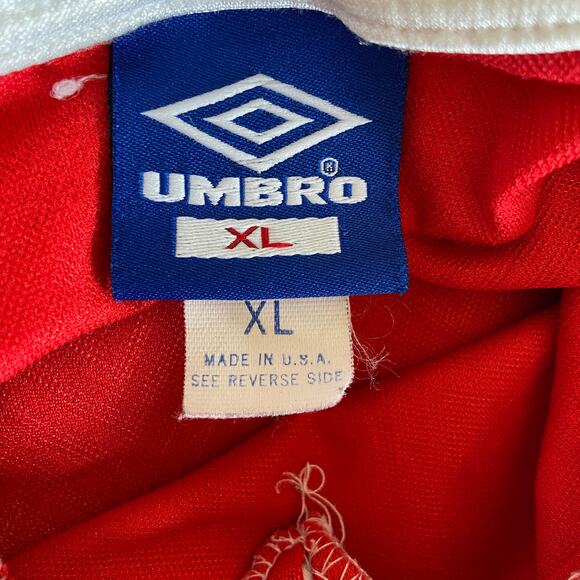 UMBRO®
XL
XL
MADE IN U.S.A.
SEE REVERSE SIDE